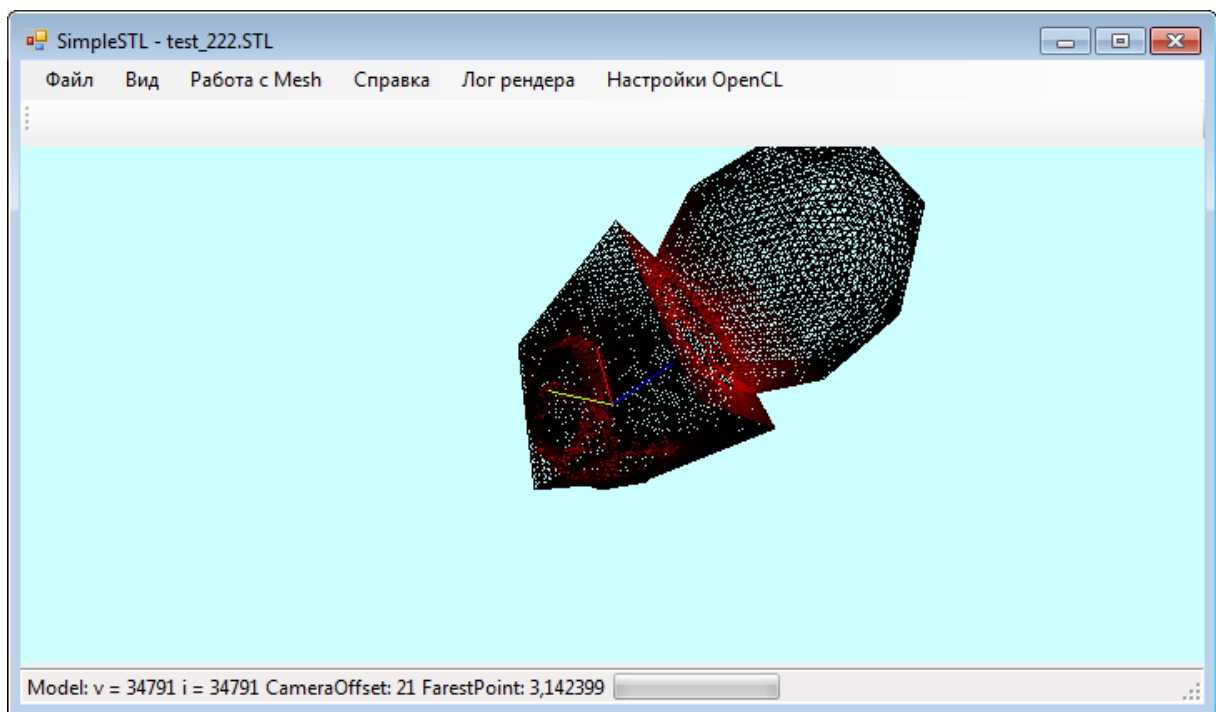 SimpleSTL - test_222.STL
Файл Вид Работа с Mesh Справка Лог рендера Настройки OpenCL
Model: v = 34791 i = 34791 CameraOffset: 21 FarestPoint: 3,142399